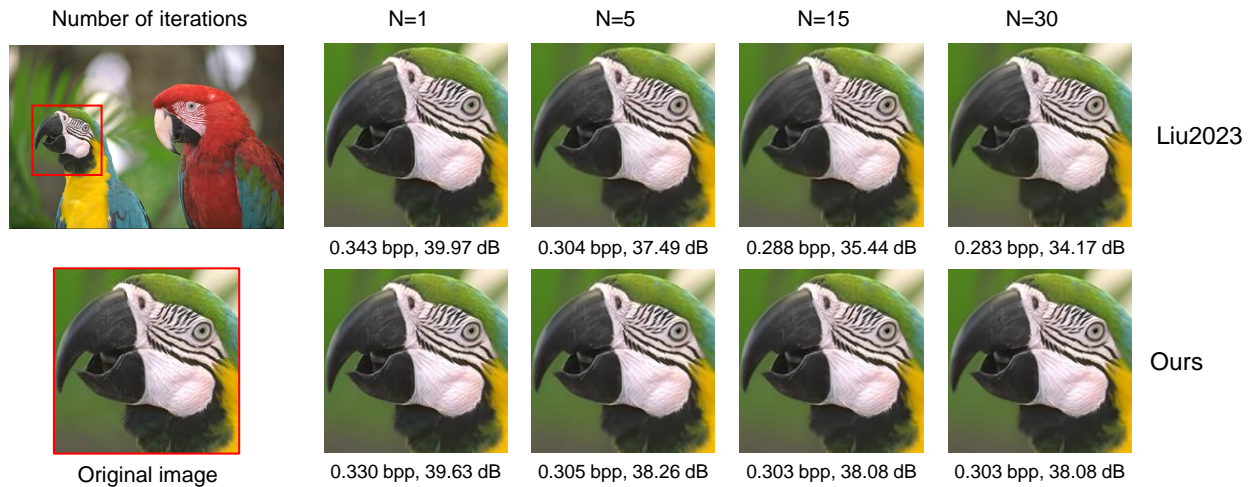 Number of iterations N=1 N=5 N=15 N=30
Liu2023
0.343 bpp, 39.97 dB 0.304 bpp, 37.49 dB 0.288 bpp, 35.44 dB 0.283 bpp, 34.17 dB
Ours
Original image 0.330 bpp, 39.63 dB 0.305 bpp, 38.26 dB 0.303 bpp, 38.08 dB 0.303 bpp, 38.08 dB